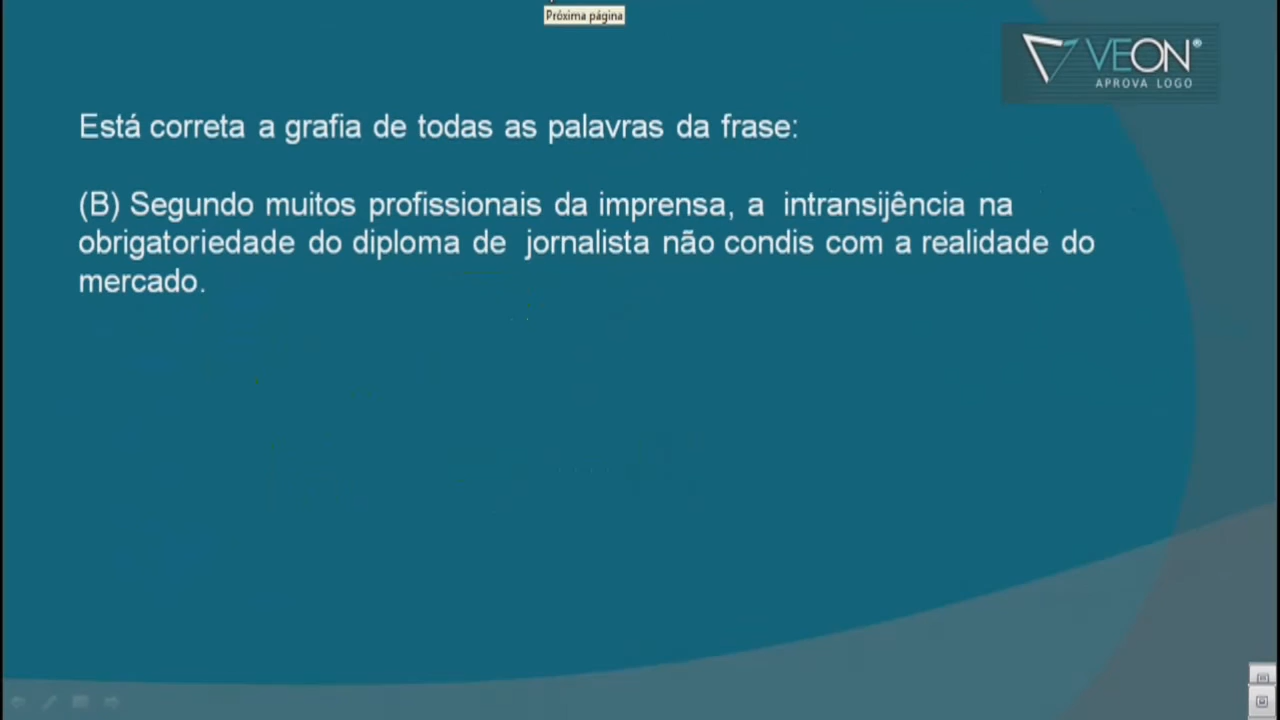 Próxima página
VEON®
APROVA LOGO
Está correta a grafia de todas as palavras da frase:
(B) Segundo muitos profissionais da imprensa, a intransijência na
obrigatoriedade do diploma de jornalista não condis com a realidade do
mercado.